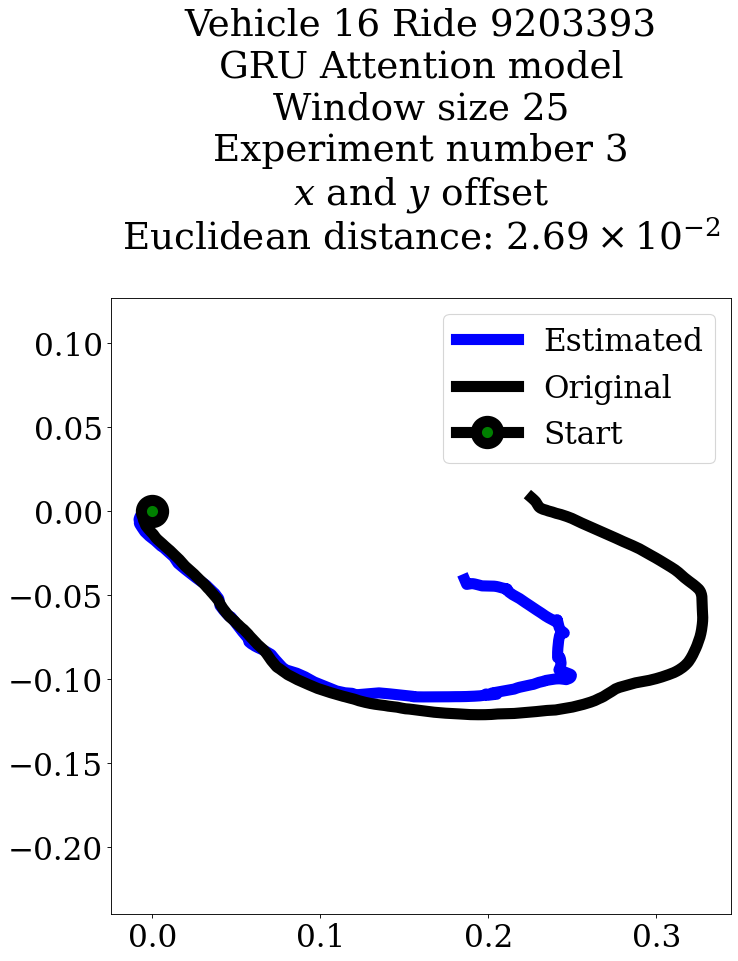 Vehicle 16 Ride 9203393
GRU Attention model
Window size 25
Experiment number 3
x and y offset
Euclidean distance: 2.69 × 10⁻²
Estimated
Original
Start
0.10
0.05
0.00
−0.05
−0.10
−0.15
−0.20
0.0 0.1 0.2 0.3